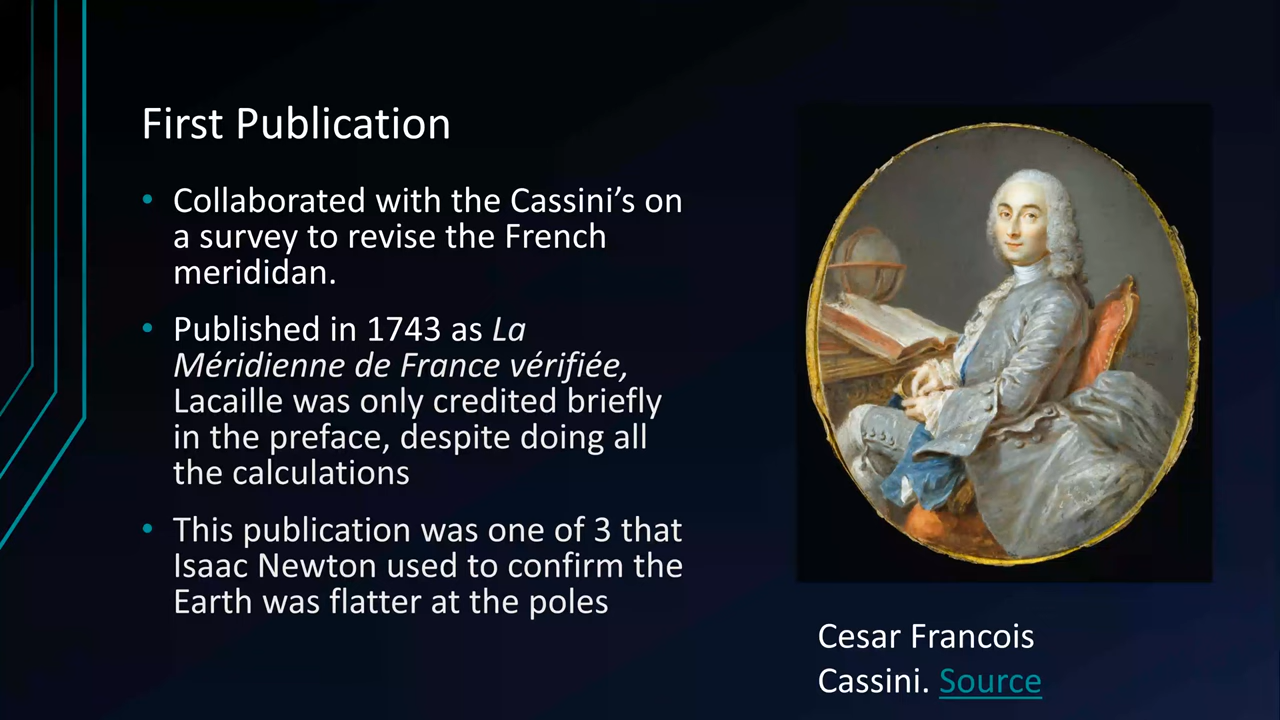 First Publication
• Collaborated with the Cassini’s on
a survey to revise the French
merididan.
• Published in 1743 as La
Méridienne de France vérifiée,
Lacaille was only credited briefly
in the preface, despite doing all
the calculations
• This publication was one of 3 that
Isaac Newton used to confirm the
Earth was flatter at the poles
Cesar Francois
Cassini. Source